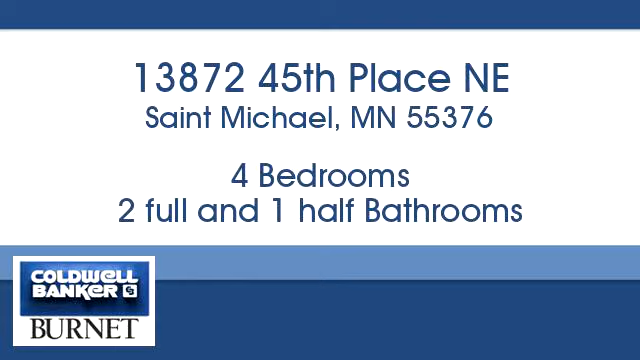 13872 45th Place NE
Saint Michael, MN 55376
4 Bedrooms
2 full and 1 half Bathrooms
COLDWELL
BANKER CB
BURNET